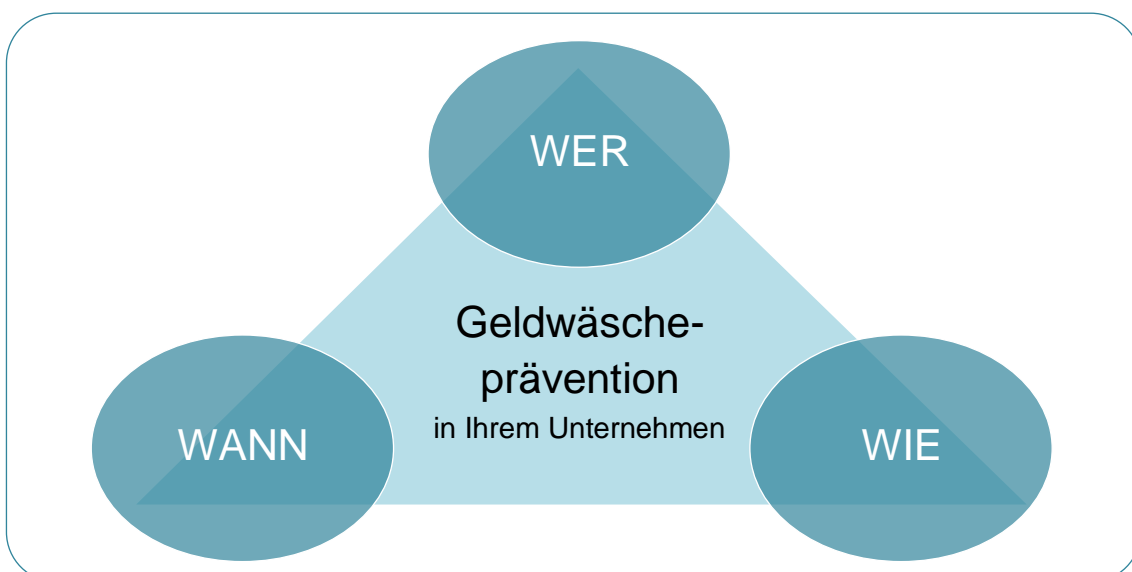 WER
Geldwäsche-
prävention
in Ihrem Unternehmen
WANN
WIE